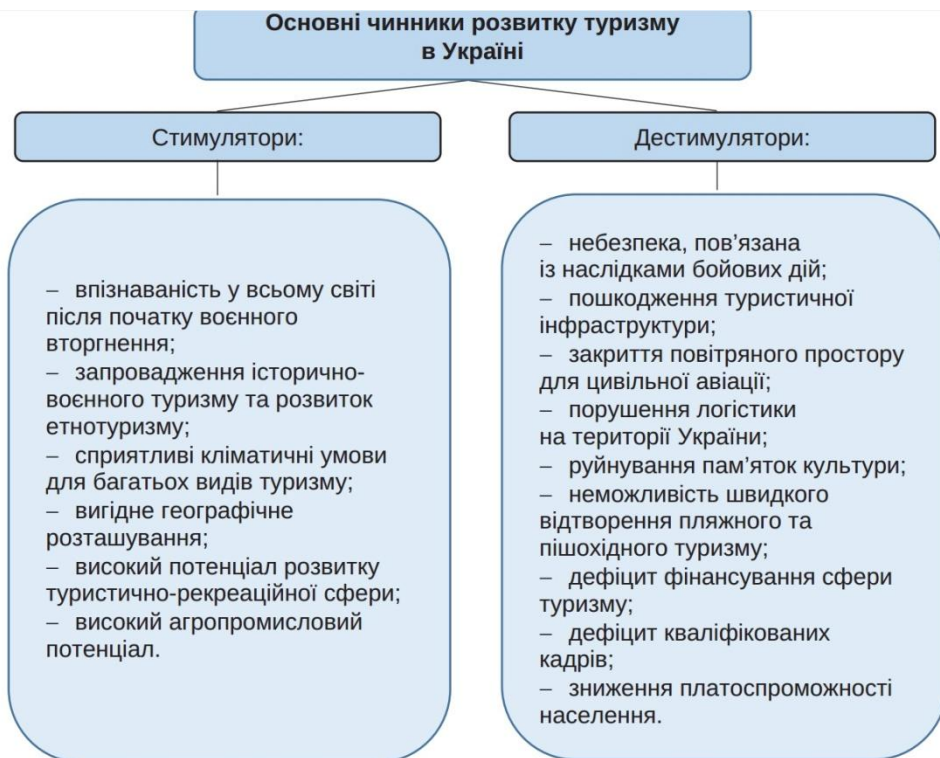 Основні чинники розвитку туризму
в Україні
Стимулятори:
– впізнаваність у всьому світі
після початку воєнного
вторгнення;
– запровадження історично-
воєнного туризму та розвиток
етнотуризму;
– сприятливі кліматичні умови
для багатьох видів туризму;
– вигідне географічне
розташування;
– високий потенціал розвитку
туристично-рекреаційної сфери;
– високий агропромисловий
потенціал.
Дестимулятори:
– небезпека, пов’язана
із наслідками бойових дій;
– пошкодження туристичної
інфраструктури;
– закриття повітряного простору
для цивільної авіації;
– порушення логістики
на території України;
– руйнування пам’яток культури;
– неможливість швидкого
відтворення пляжного та
пішохідного туризму;
– дефіцит фінансування сфери
туризму;
– дефіцит кваліфікованих
кадрів;
– зниження платоспроможності
населення.